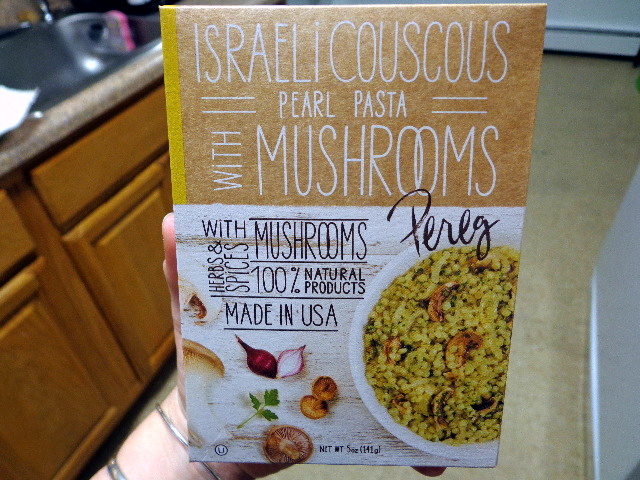 ISRAELI COUSCOUS
PEARL PASTA
WITH MUSHROOMS
Pereg
WITH MUSHROOMS
HERBS & SPICES
100% NATURAL PRODUCTS
MADE IN USA
U
NET WT 5oz (141g)